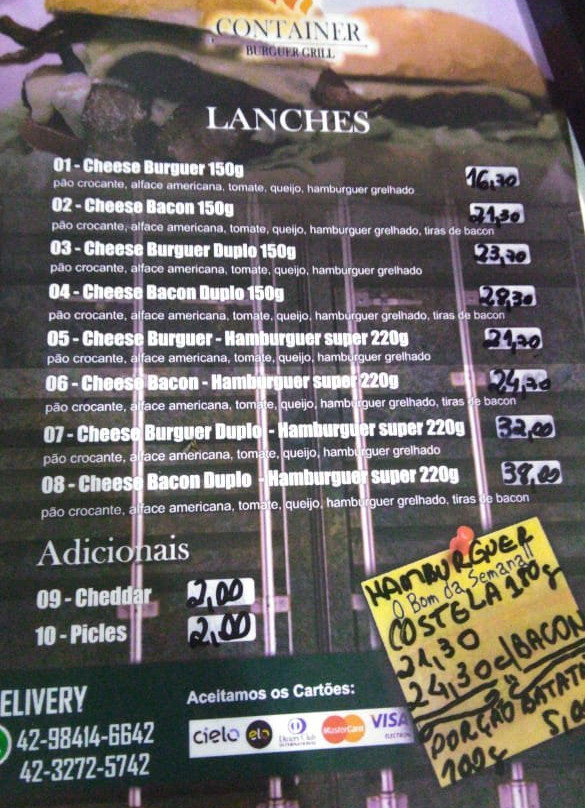 CONTAINER
BURGUER GRILL
LANCHES
01 - Cheese Burguer 150g 16,70
pão crocante, alface americana, tomate, queijo, hamburguer grelhado
02 - Cheese Bacon 150g 21,30
pão crocante, alface americana, tomate, queijo, hamburguer grelhado, tiras de bacon
03 - Cheese Burguer Duplo 150g 23,70
pão crocante, alface americana, tomate, queijo, hamburguer grelhado
04 - Cheese Bacon Duplo 150g 28,30
pão crocante, alface americana, tomate, queijo, hamburguer grelhado, tiras de bacon
05 - Cheese Burguer - Hamburguer super 220g 21,70
pão crocante, alface americana, tomate, queijo, hamburguer grelhado
06 - Cheese Bacon - Hamburguer super 220g
pão crocante, alface americana, tomate, queijo, hamburguer grelhado, tiras de bacon
07 - Cheese Burguer Duplo - Hamburguer super 220g 32,00
pão crocante, alface americana, tomate, queijo, hamburguer grelhado
08 - Cheese Bacon Duplo - Hamburguer super 220g 38,00
pão crocante, alface americana, tomate, queijo, hamburguer grelhado, tiras de bacon
Adicionais
09 - Cheddar 2,00
10 - Picles 2,00
HAMBURGUER
O Bom da Semana!!
COSTELA 180g
21,30
24,30 c/BACON
PORÇÃO BATATA
100g
ELIVERY
42-98414-6642
42-3272-5742
Aceitamos os Cartões:
cielo elo Diners Club INTERNATIONAL MasterCard VISA ELECTRON